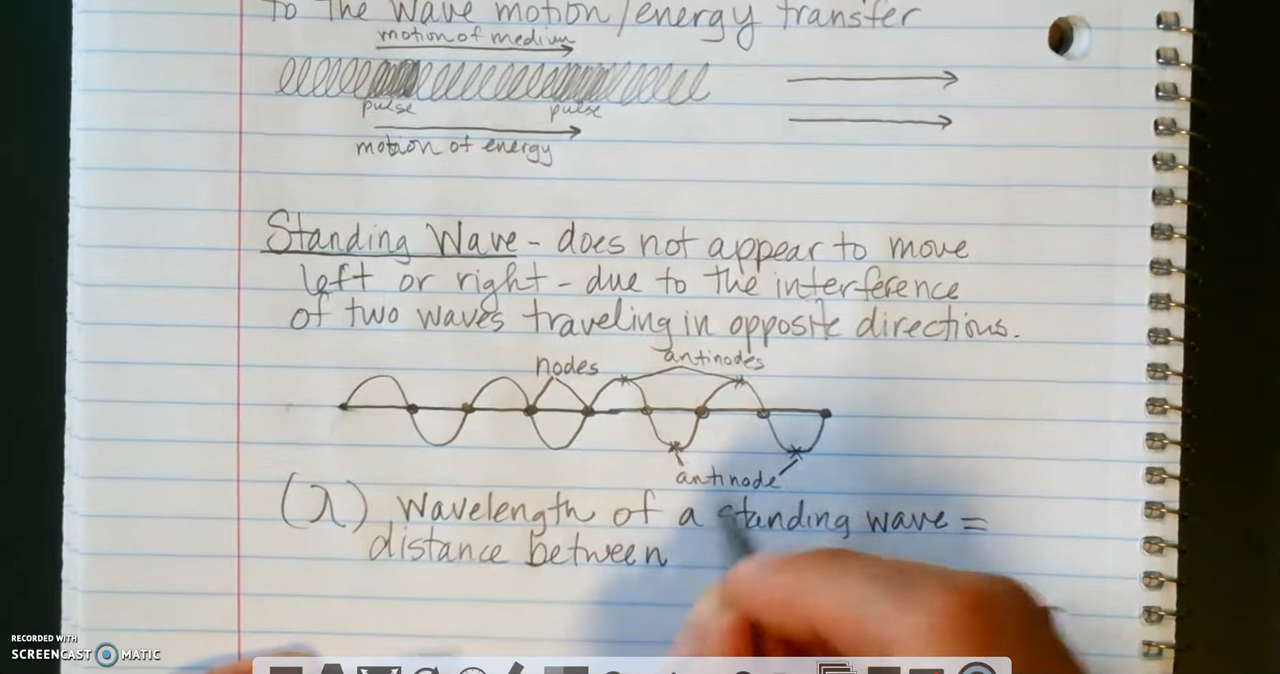 to the wave motion/energy transfer
motion of medium
pulse pulse
motion of energy
Standing Wave - does not appear to move
left or right - due to the interference
of two waves traveling in opposite directions.
nodes antinodes
antinode
(λ) wavelength of a standing wave =
distance between
RECORDED WITH
SCREENCAST MATIC